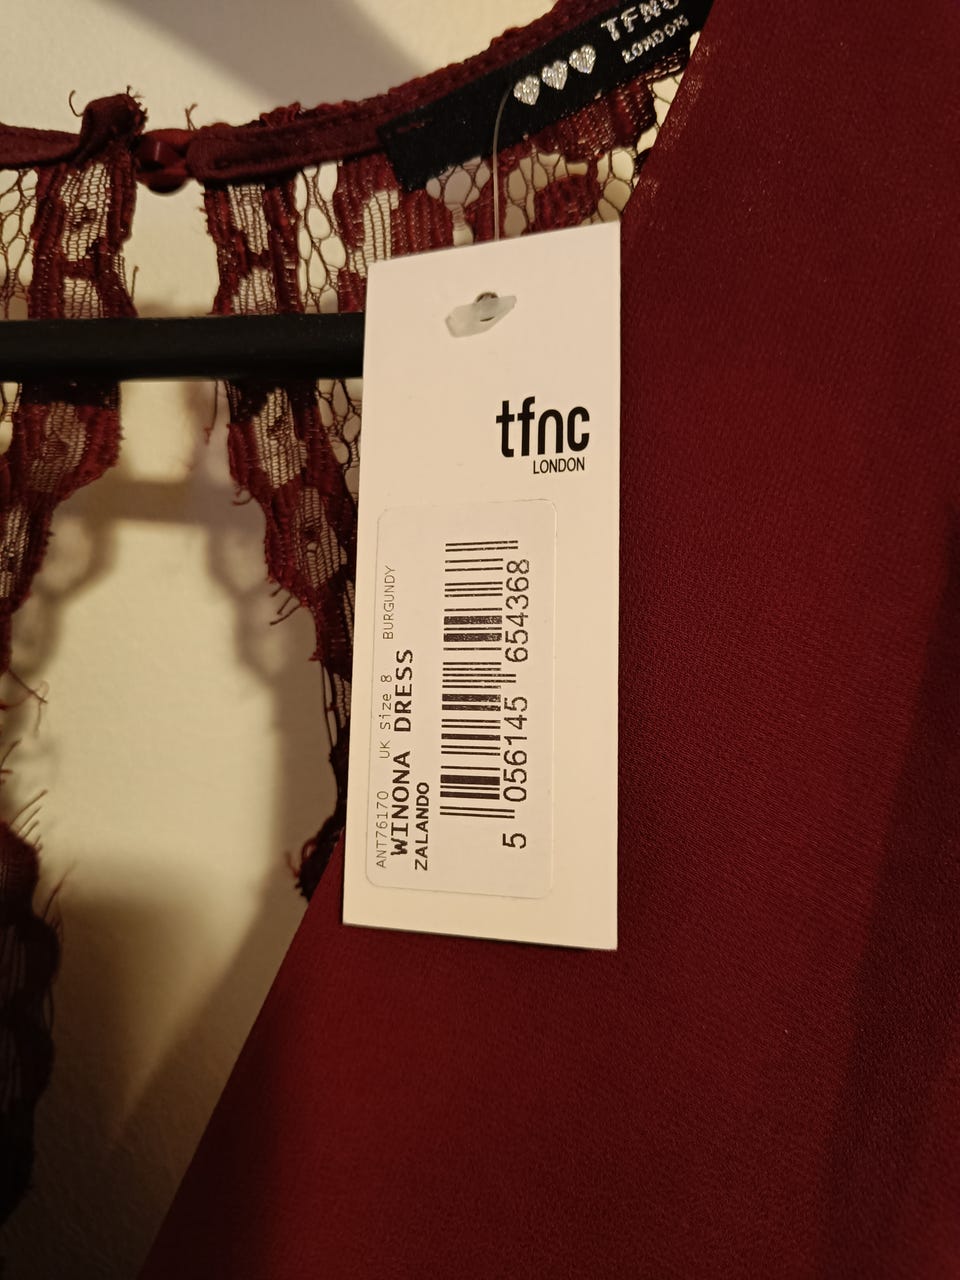 TFNC
LONDON
tfnc
LONDON
ANT76170 UK Size 8 BURGUNDY
WINONA DRESS
ZALANDO
5 056145 654368